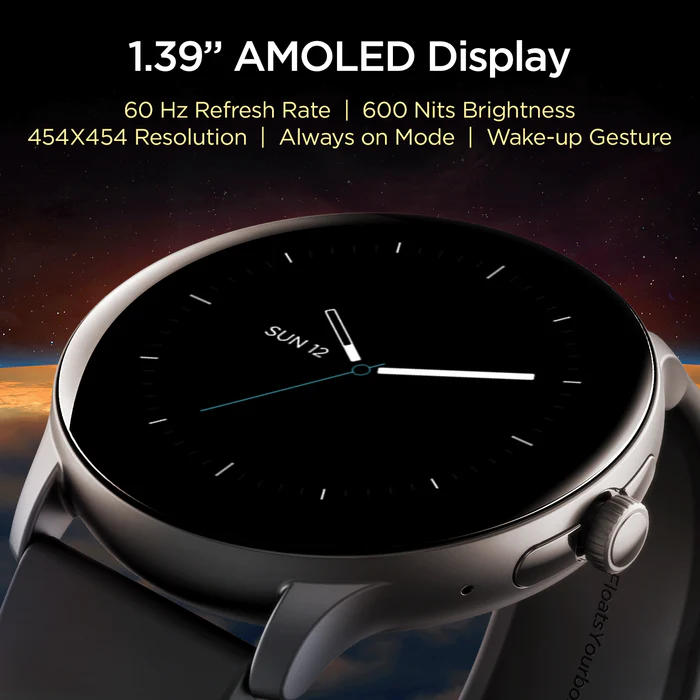 1.39” AMOLED Display
60 Hz Refresh Rate | 600 Nits Brightness
454X454 Resolution | Always on Mode | Wake-up Gesture
SUN 12